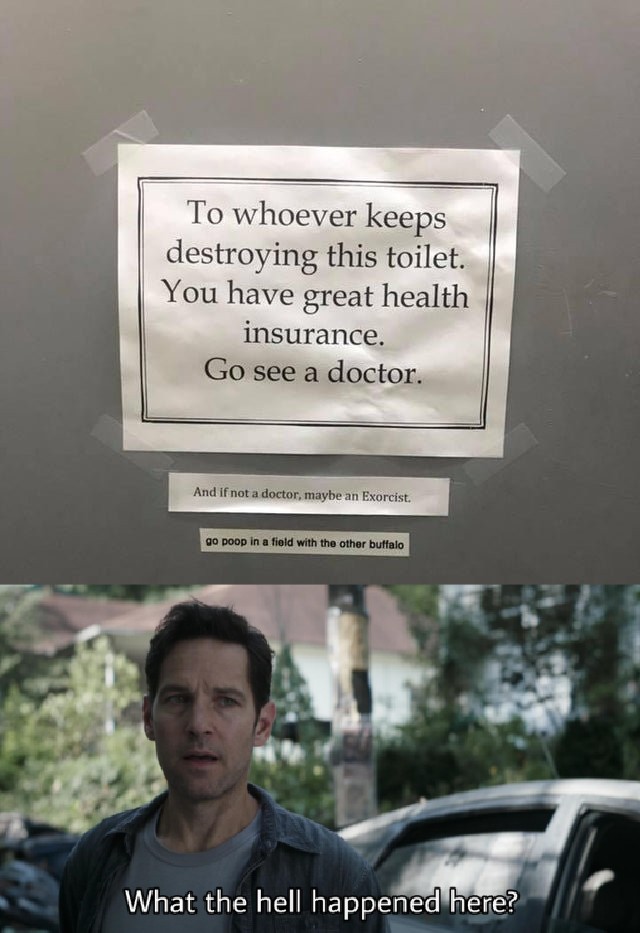 To whoever keeps
destroying this toilet.
You have great health
insurance.
Go see a doctor.
And if not a doctor, maybe an Exorcist.
go poop in a field with the other buffalo
What the hell happened here?